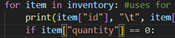 for item in inventory: #uses for
print(item["id"], "\t", item[
if item["quantity"] == 0: